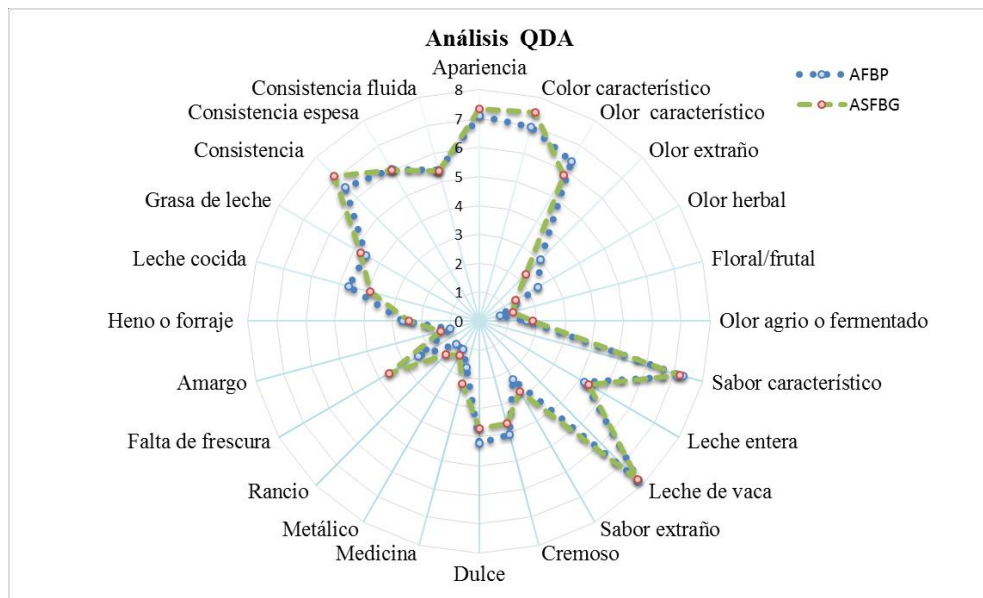 Análisis QDA
Apariencia
Color característico
Olor característico
Olor extraño
Olor herbal
Floral/frutal
Olor agrio o fermentado
Sabor característico
Leche entera
Leche de vaca
Sabor extraño
Cremoso
Dulce
Medicina
Metálico
Rancio
Falta de frescura
Amargo
Heno o forraje
Leche cocida
Grasa de leche
Consistencia
Consistencia espesa
Consistencia fluida
8
7
6
5
4
3
2
1
0
AFBP
ASFBG